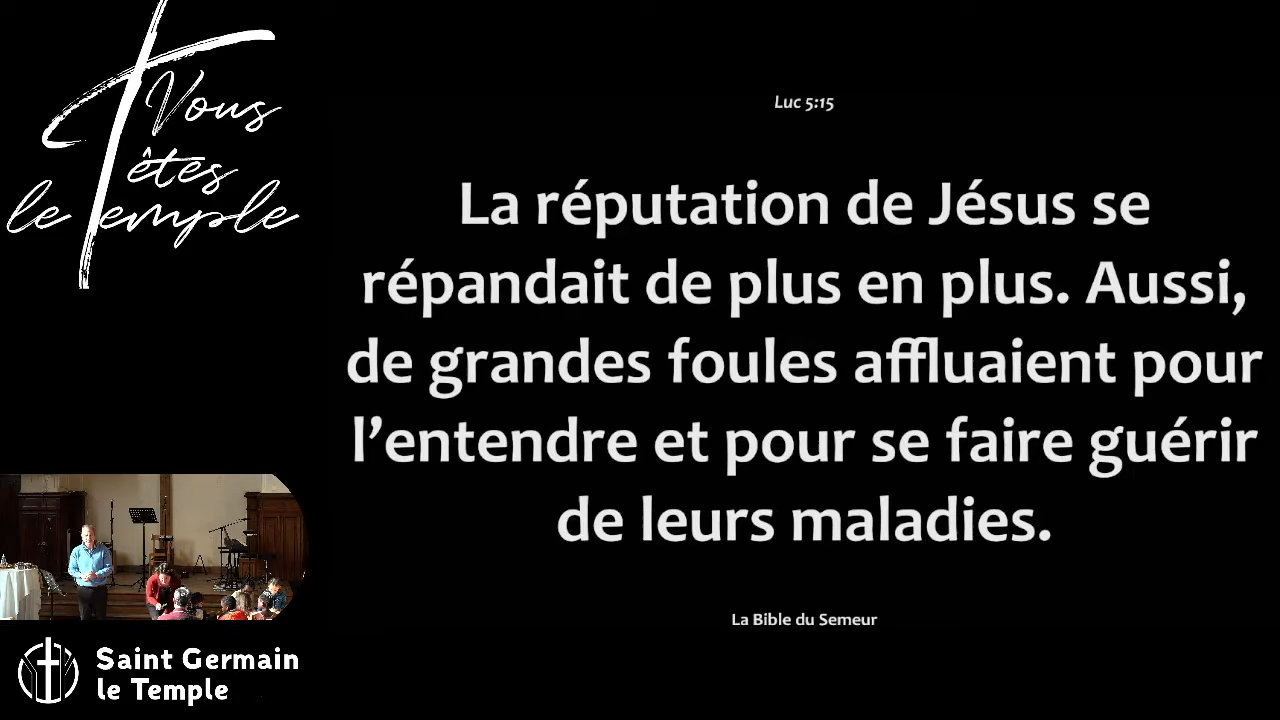 Vous
êtes
le Temple
Luc 5:15
La réputation de Jésus se
répandait de plus en plus. Aussi,
de grandes foules affluaient pour
l’entendre et pour se faire guérir
de leurs maladies.
La Bible du Semeur
Saint Germain
le Temple